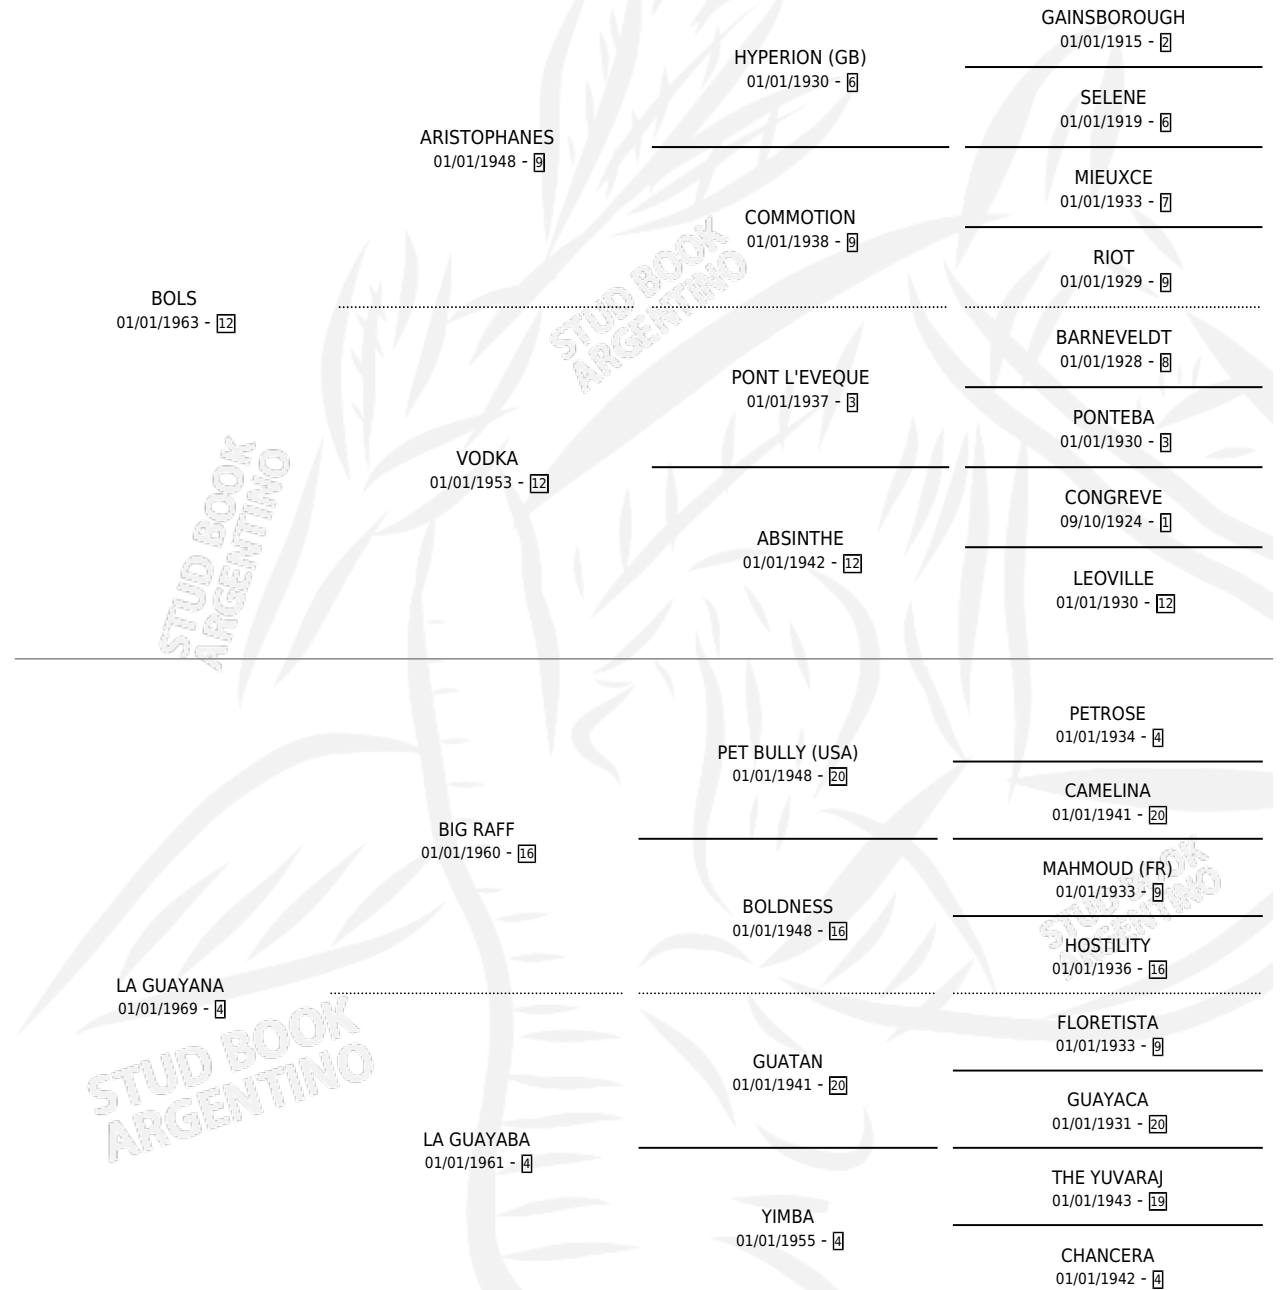 GAINSBOROUGH
01/01/1915 - 2
HYPERION (GB)
01/01/1930 - 6
SELENE
01/01/1919 - 6
ARISTOPHANES
01/01/1948 - 9
MIEUXCE
01/01/1933 - 7
COMMOTION
01/01/1938 - 9
RIOT
01/01/1929 - 9
BOLS
01/01/1963 - 12
BARNEVELDT
01/01/1928 - 8
PONT L'EVEQUE
01/01/1937 - 3
PONTEBA
01/01/1930 - 3
VODKA
01/01/1953 - 12
CONGREVE
09/10/1924 - 1
ABSINTHE
01/01/1942 - 12
LEOVILLE
01/01/1930 - 12
PETROSE
01/01/1934 - 4
PET BULLY (USA)
01/01/1948 - 20
CAMELINA
01/01/1941 - 20
BIG RAFF
01/01/1960 - 16
MAHMOUD (FR)
01/01/1933 - 9
BOLDNESS
01/01/1948 - 16
HOSTILITY
01/01/1936 - 16
LA GUAYANA
01/01/1969 - 4
FLORETISTA
01/01/1933 - 9
GUATAN
01/01/1941 - 20
GUAYACA
01/01/1931 - 20
LA GUAYABA
01/01/1961 - 4
THE YUVARAJ
01/01/1943 - 19
YIMBA
01/01/1955 - 4
CHANCERA
01/01/1942 - 4
STUD BOOK
ARGENTINO
STUD BOOK
ARGENTINO
STUD BOOK
ARGENTINO
STUD BOOK
ARGENTINO